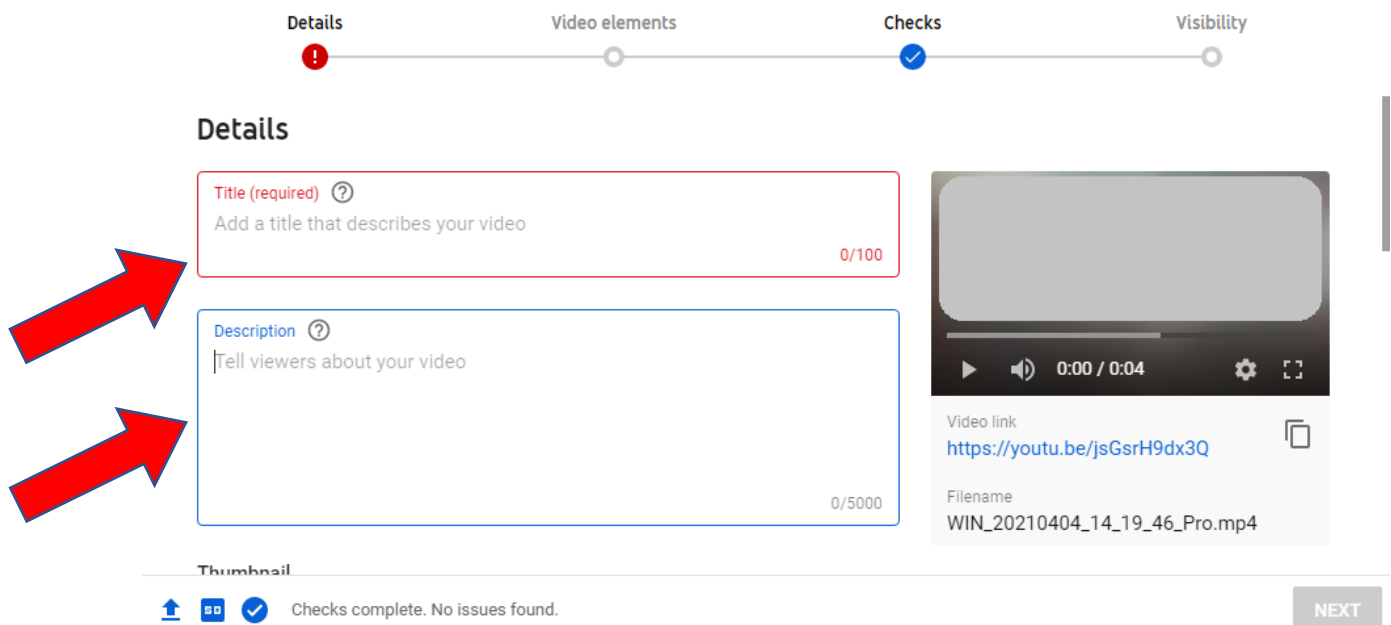 Details
Video elements
Checks
Visibility
Details
Title (required)
Add a title that describes your video
0/100
Description
Tell viewers about your video
0/5000
0:00 / 0:04
Video link
https://youtu.be/jsGsrH9dx3Q
Filename
WIN_20210404_14_19_46_Pro.mp4
Thumbnail
SD
Checks complete. No issues found.
NEXT